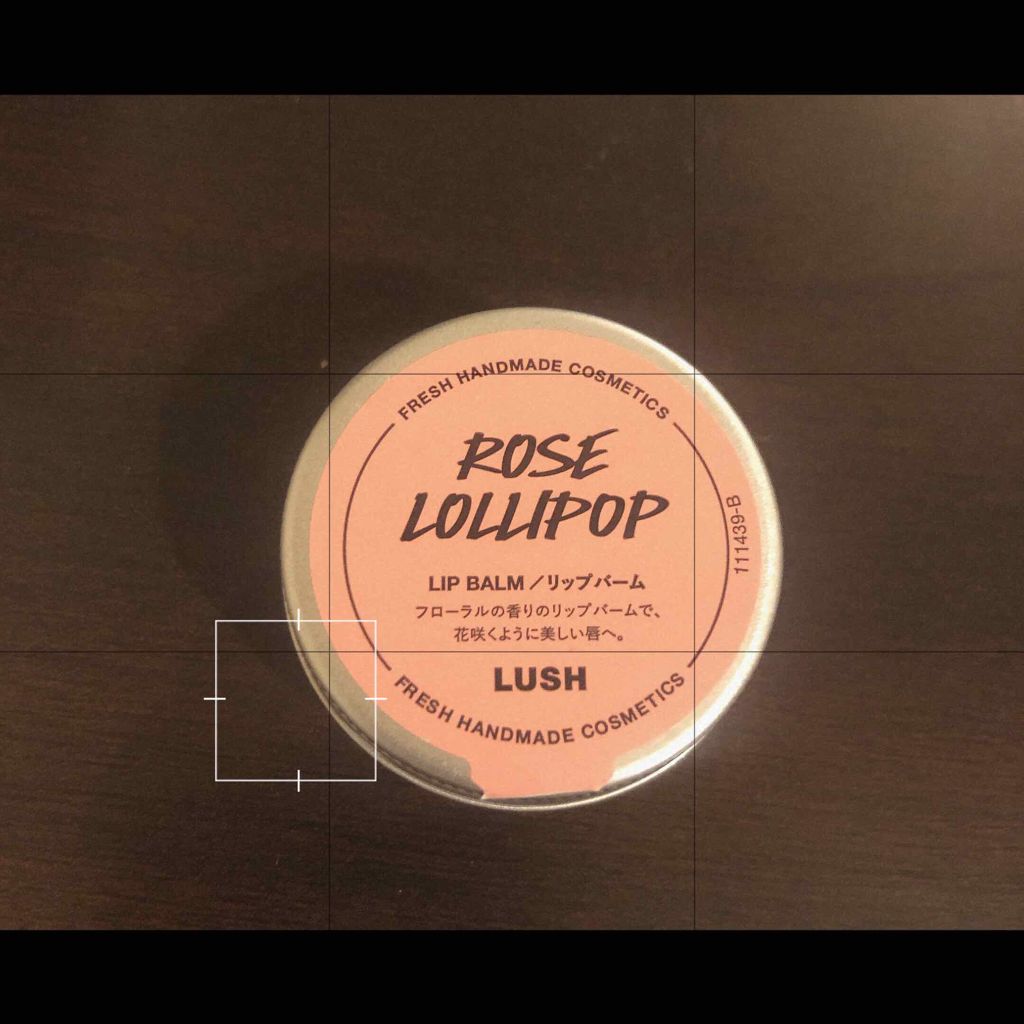 FRESH HANDMADE COSMETICS
ROSE
LOLLIPOP
111439-B
LIP BALM/リップバーム
フローラルの香りのリップバームで、
花咲くように美しい唇へ。
LUSH
FRESH HANDMADE COSMETICS